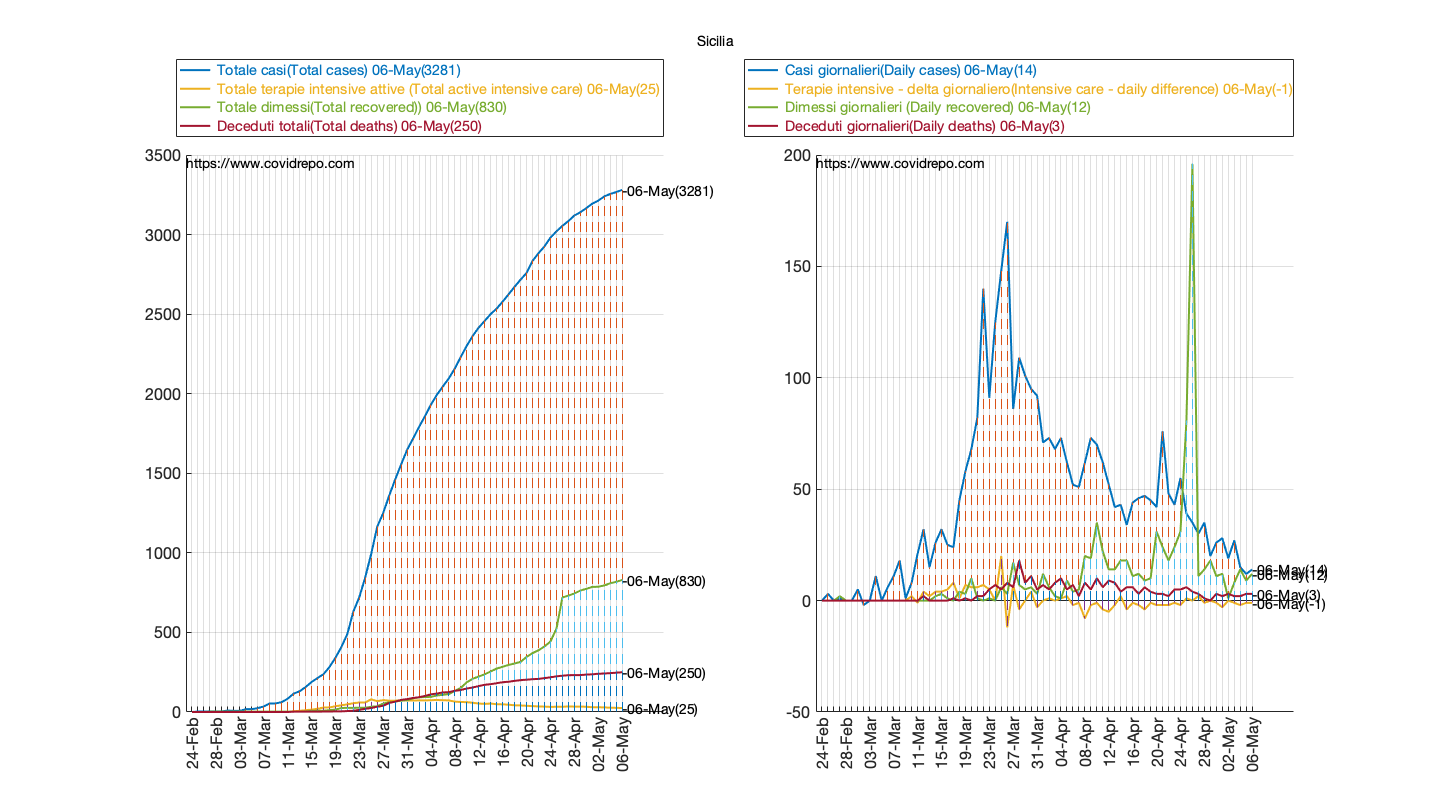 Sicilia
Totale casi(Total cases) 06-May(3281)
Totale terapie intensive attive (Total active intensive care) 06-May(25)
Totale dimessi(Total recovered)) 06-May(830)
Deceduti totali(Total deaths) 06-May(250)
https://www.covidrepo.com
3500
3000
2500
2000
1500
1000
500
0
-06-May(3281)
-06-May(830)
-06-May(250)
-06-May(25)
24-Feb
28-Feb
03-Mar
07-Mar
11-Mar
15-Mar
19-Mar
23-Mar
27-Mar
31-Mar
04-Apr
08-Apr
12-Apr
16-Apr
20-Apr
24-Apr
28-Apr
02-May
06-May
Casi giornalieri(Daily cases) 06-May(14)
Terapie intensive - delta giornaliero(Intensive care - daily difference) 06-May(-1)
Dimessi giornalieri (Daily recovered) 06-May(12)
Deceduti giornalieri(Daily deaths) 06-May(3)
https://www.covidrepo.com
200
150
100
50
0
-50
-06-May(14)
-06-May(12)
-06-May(3)
-06-May(-1)
24-Feb
28-Feb
03-Mar
07-Mar
11-Mar
15-Mar
19-Mar
23-Mar
27-Mar
31-Mar
04-Apr
08-Apr
12-Apr
16-Apr
20-Apr
24-Apr
28-Apr
02-May
06-May